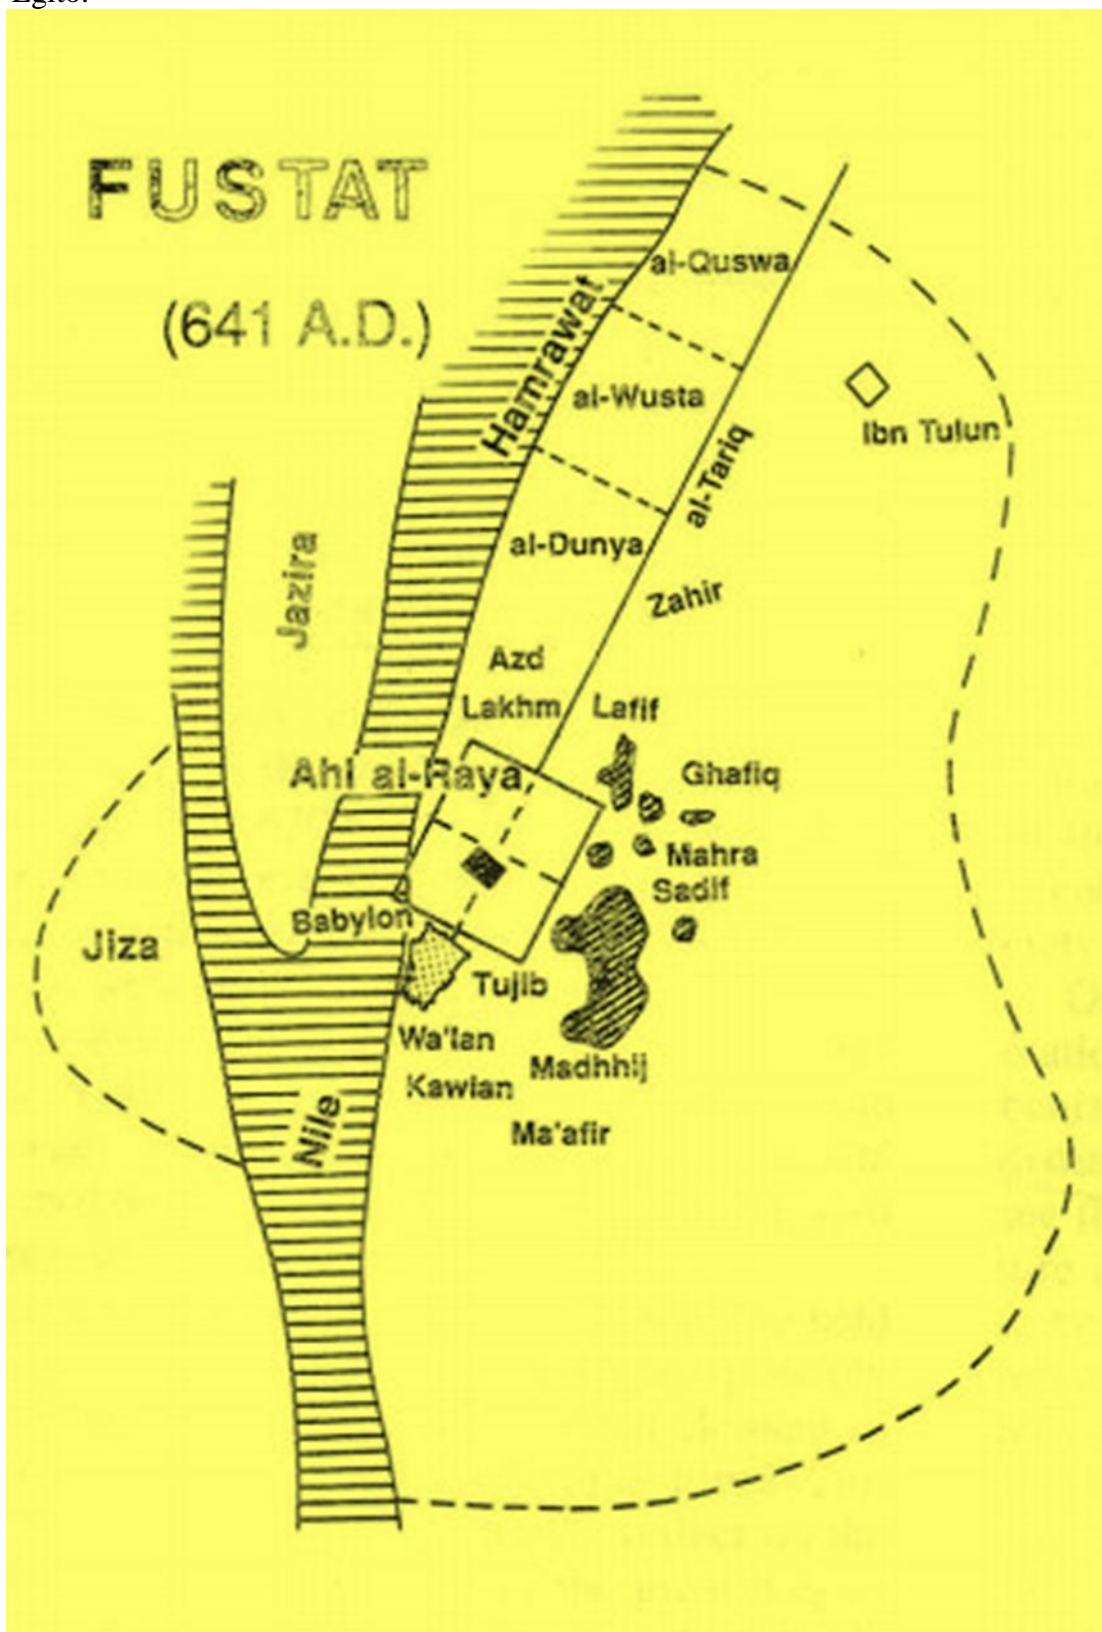 Egito.
FUSTAT
(641 A.D.)
al-Quswa
Hamrawat
al-Wusta
Ibn Tulun
al-Tariq
al-Dunya
Jazira
Zahir
Azd
Lakhm
Lafif
Ahl al-Raya
Ghafiq
Mahra
Sadif
Babylon
Jiza
Tujib
Wa'lan
Madhhij
Kawlan
Nile
Ma'afir